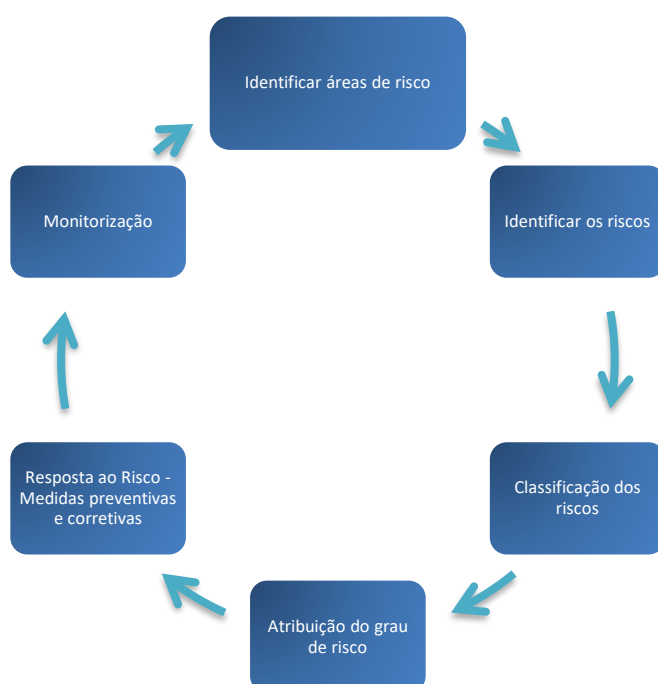 Identificar áreas de risco
Identificar os riscos
Classificação dos
riscos
Atribuição do grau
de risco
Resposta ao Risco -
Medidas preventivas
e corretivas
Monitorização